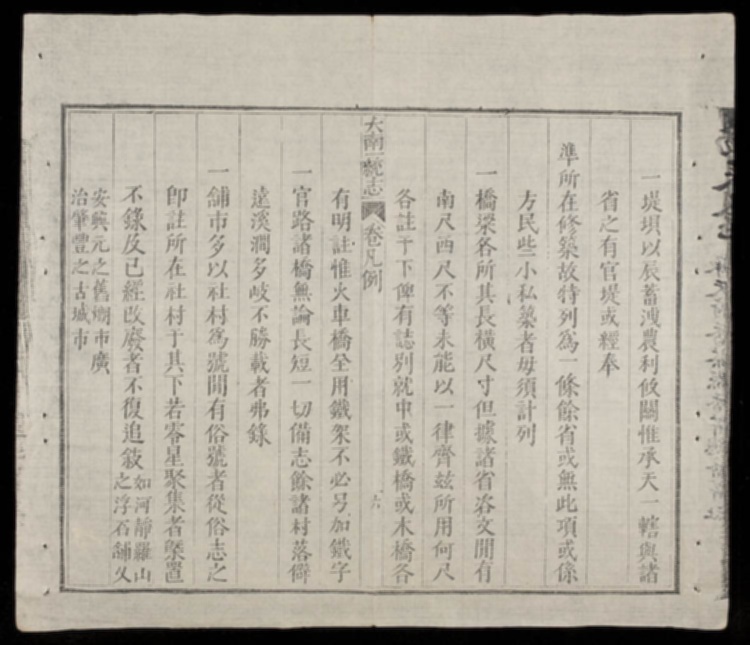 一堤垻以辰蓄洩農利攸關惟承天一轄與諸
省之有官堤或經奉
準所在修築故特列為一條餘省或無此項或係
方民些小私築者毋須計列
一橋梁各所其長橫尺寸但據諸省咨文間有
南尺西尺不等未能以一律齊玆所用何尺
各註于下俾有誌別就中或鐵橋或木橋各
大南一統志 卷凡例 六
有明註惟火車橋全用鐵架不必另加鐵字
一官路諸橋無論長短一切備志餘諸村落僻
遠溪澗多岐不勝載者弗錄
一舖市多以社村為號間有俗號者從俗志之
即註所在社村于其下若零星聚集者槩置
不錄及已經改廢者不復追敘如河靜羅山
之浮石舖乂
安興元之舊潮市廣
治肇豐之古城市